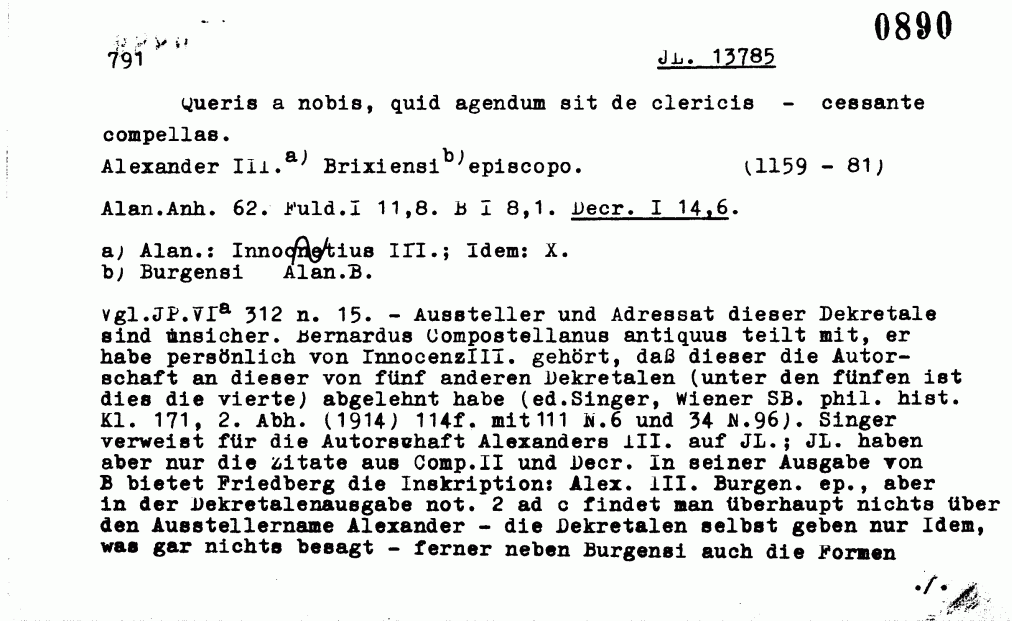 0890
791 JL. 13785
Queris a nobis, quid agendum sit de clericis - cessante
compellas.
Alexander III.a) Brixiensi b) episcopo. (1159 - 81)
Alan.Anh. 62. Fuld.I 11,8. B I 8,1. Decr. I 14,6.
a) Alan.: Innocnetius III.; Idem: X.
b) Burgensi Alan.B.
Vgl.JP.VIa 312 n. 15. - Aussteller und Adressat dieser Dekretale
sind unsicher. Bernardus Compostellanus antiquus teilt mit, er
habe persönlich von InnocenzIII. gehört, daß dieser die Autor-
schaft an dieser von fünf anderen Dekretalen (unter den fünfen ist
dies die vierte) abgelehnt habe (ed.Singer, Wiener SB. phil. hist.
Kl. 171, 2. Abh. (1914) 114f. mit 111 N.6 und 34 N.96). Singer
verweist für die Autorschaft Alexanders III. auf JL.; JL. haben
aber nur die Zitate aus Comp.II und Decr. In seiner Ausgabe von
B bietet Friedberg die Inskription: Alex. III. Burgen. ep., aber
in der Dekretalenausgabe not. 2 ad c findet man überhaupt nichts über
den Ausstellername Alexander - die Dekretalen selbst geben nur Idem,
was gar nichts besagt - ferner neben Burgensi auch die Formen
./.